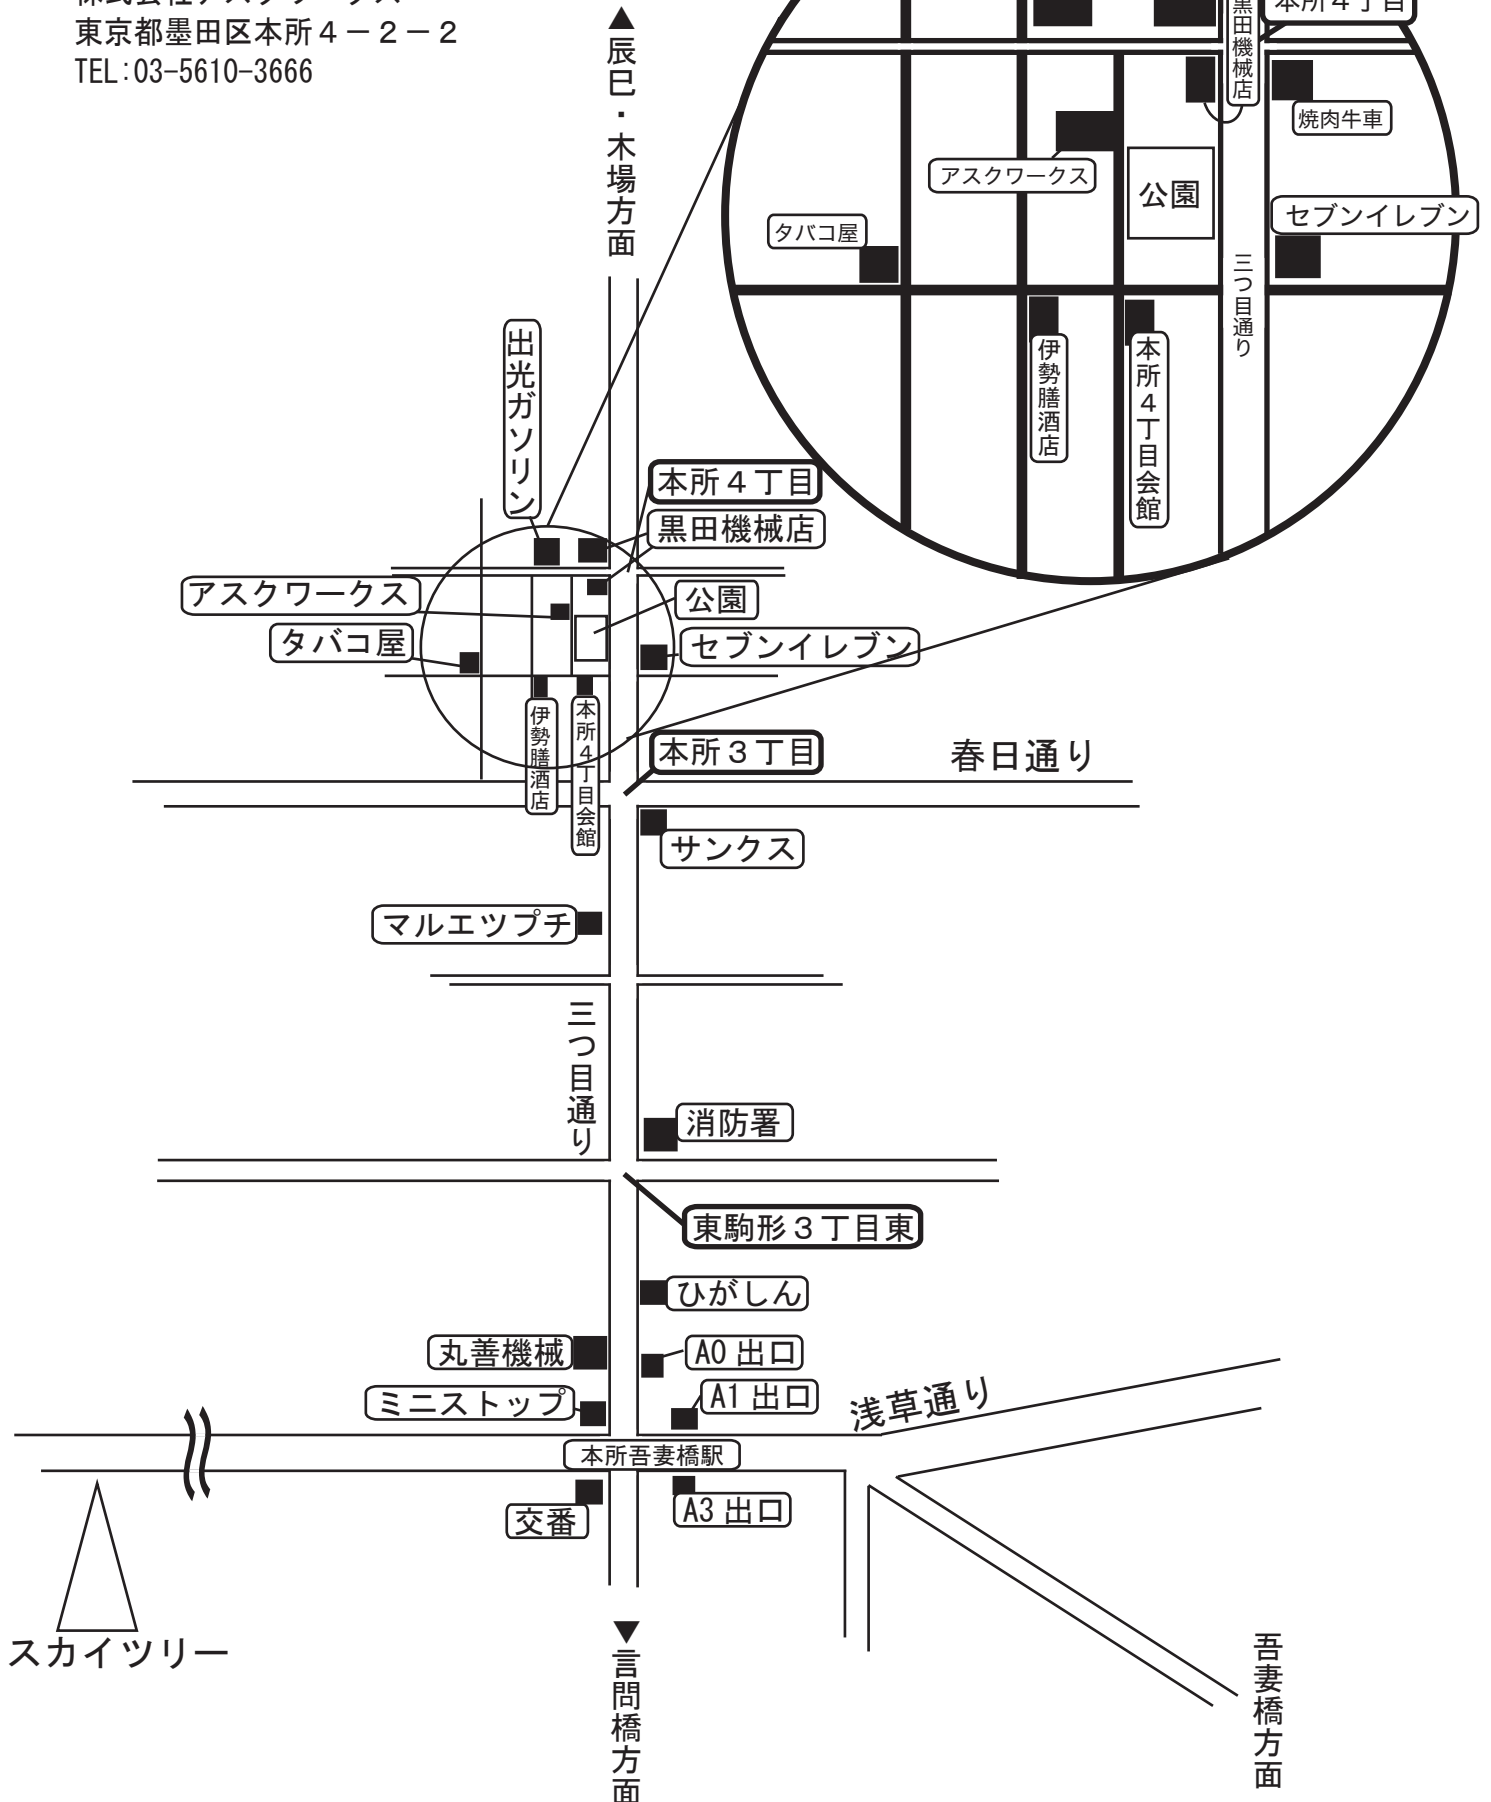 株式会社アスクワークス
東京都墨田区本所４－２－２
TEL:03-5610-3666
▲辰巳・木場方面
本所４丁目
黒田機械店
焼肉牛車
アスクワークス
公園
セブンイレブン
タバコ屋
三つ目通り
伊勢膳酒店
本所４丁目会館
出光ガソリン
本所４丁目
黒田機械店
アスクワークス
公園
タバコ屋
セブンイレブン
伊勢膳酒店
本所４丁目会館
本所３丁目
春日通り
サンクス
マルエツプチ
三つ目通り
消防署
東駒形３丁目東
ひがしん
丸善機械
A0 出口
ミニストップ
A1 出口
浅草通り
本所吾妻橋駅
交番
A3 出口
スカイツリー
▼言問橋方面
吾妻橋方面